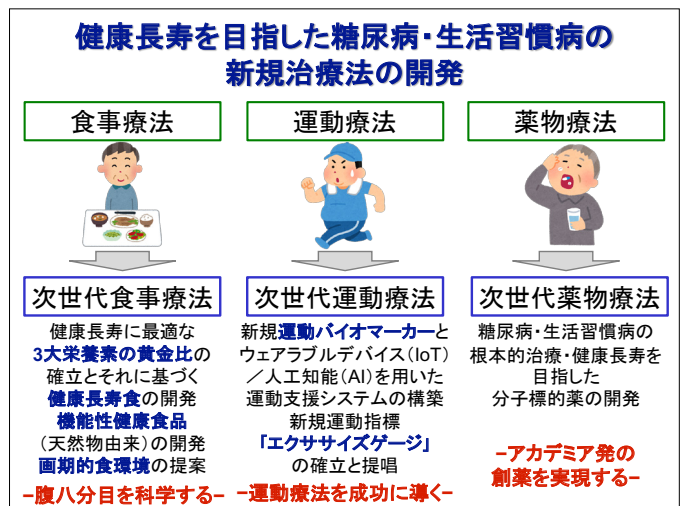 健康長寿を目指した糖尿病・生活習慣病の
新規治療法の開発
食事療法
運動療法
薬物療法
次世代食事療法
健康長寿に最適な
3大栄養素の黄金比の
確立とそれに基づく
健康長寿食の開発
機能性健康食品
（天然物由来）の開発
画期的食環境の提案
−腹八分目を科学する−
次世代運動療法
新規運動バイオマーカーと
ウェアラブルデバイス（IoT）
／人工知能（AI）を用いた
運動支援システムの構築
新規運動指標
「エクササイズゲージ」
の確立と提唱
−運動療法を成功に導く−
次世代薬物療法
糖尿病・生活習慣病の
根本的治療・健康長寿を
目指した
分子標的薬の開発
−アカデミア発の
創薬を実現する−